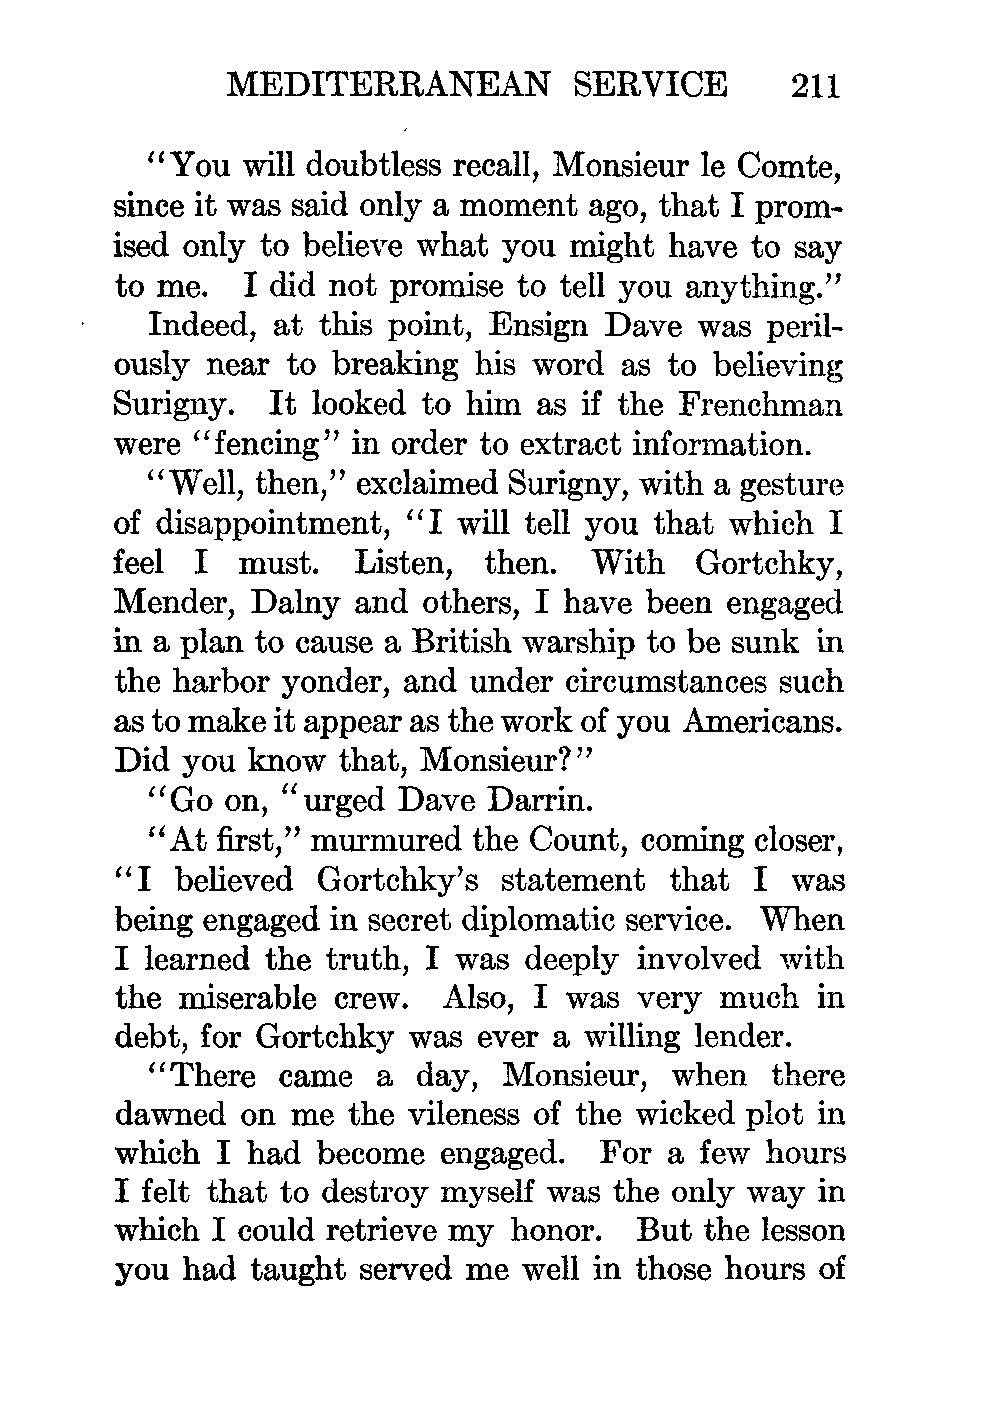 MEDITERRANEAN SERVICE 211
"You will doubtless recall, Monsieur le Comte,
since it was said only a moment ago, that I prom-
ised only to believe what you might have to say
to me. I did not promise to tell you anything."
Indeed, at this point, Ensign Dave was peril-
ously near to breaking his word as to believing
Surigny. It looked to him as if the Frenchman
were "fencing" in order to extract information.
"Well, then," exclaimed Surigny, with a gesture
of disappointment, "I will tell you that which I
feel I must. Listen, then. With Gortchky,
Mender, Dalny and others, I have been engaged
in a plan to cause a British warship to be sunk in
the harbor yonder, and under circumstances such
as to make it appear as the work of you Americans.
Did you know that, Monsieur?"
"Go on, "urged Dave Darrin.
"At first," murmured the Count, coming closer,
"I believed Gortchky's statement that I was
being engaged in secret diplomatic service. When
I learned the truth, I was deeply involved with
the miserable crew. Also, I was very much in
debt, for Gortchky was ever a willing lender.
"There came a day, Monsieur, when there
dawned on me the vileness of the wicked plot in
which I had become engaged. For a few hours
I felt that to destroy myself was the only way in
which I could retrieve my honor. But the lesson
you had taught served me well in those hours of